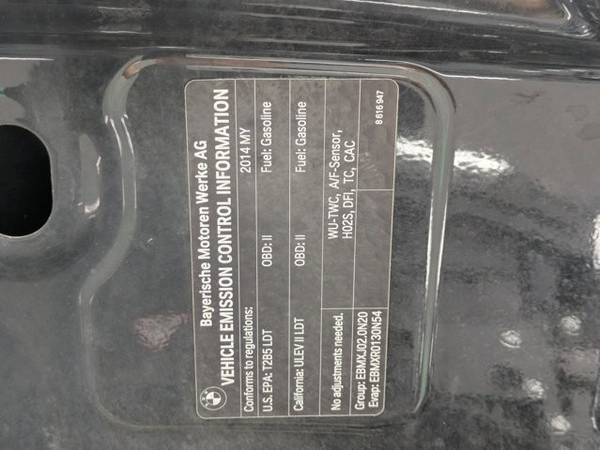 Bayerische Motoren Werke AG
VEHICLE EMISSION CONTROL INFORMATION
Conforms to regulations: 2014 MY
U.S. EPA: T2B5 LDT OBD: II Fuel: Gasoline
California: ULEV II LDT OBD: II Fuel: Gasoline
No adjustments needed. WU-TWC, A/F-Sensor,
H02S, DFI, TC, CAC
Group: EBMXJ02.0N20
Evap: EBMXR0130N54 8 616 947